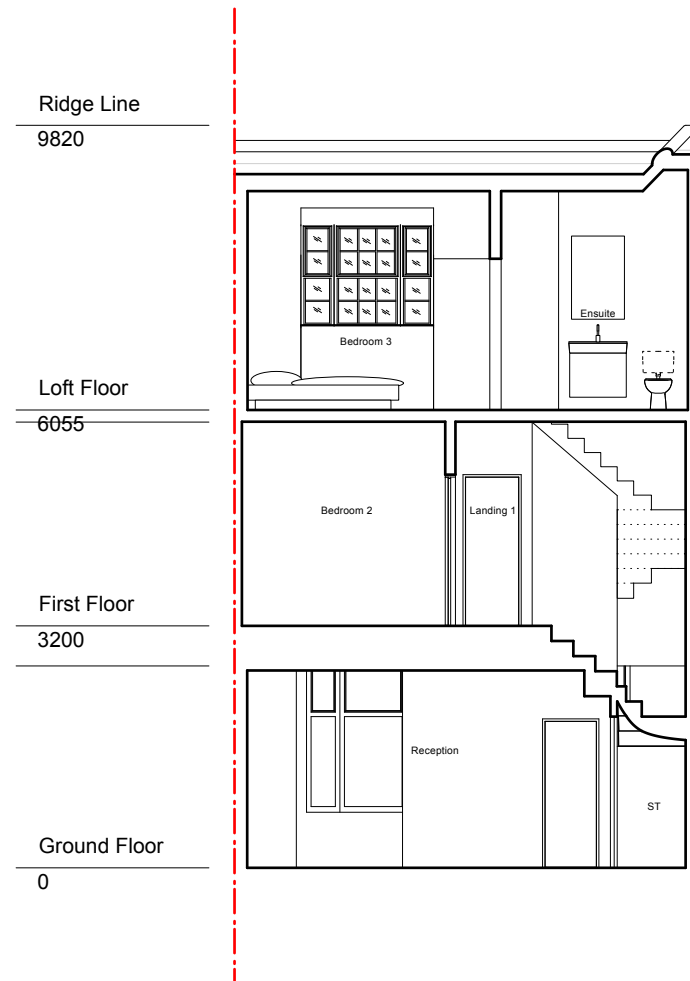 Ridge Line
9820
Ensuite
Bedroom 3
Loft Floor
6055
Bedroom 2
Landing 1
First Floor
3200
Reception
ST
Ground Floor
0